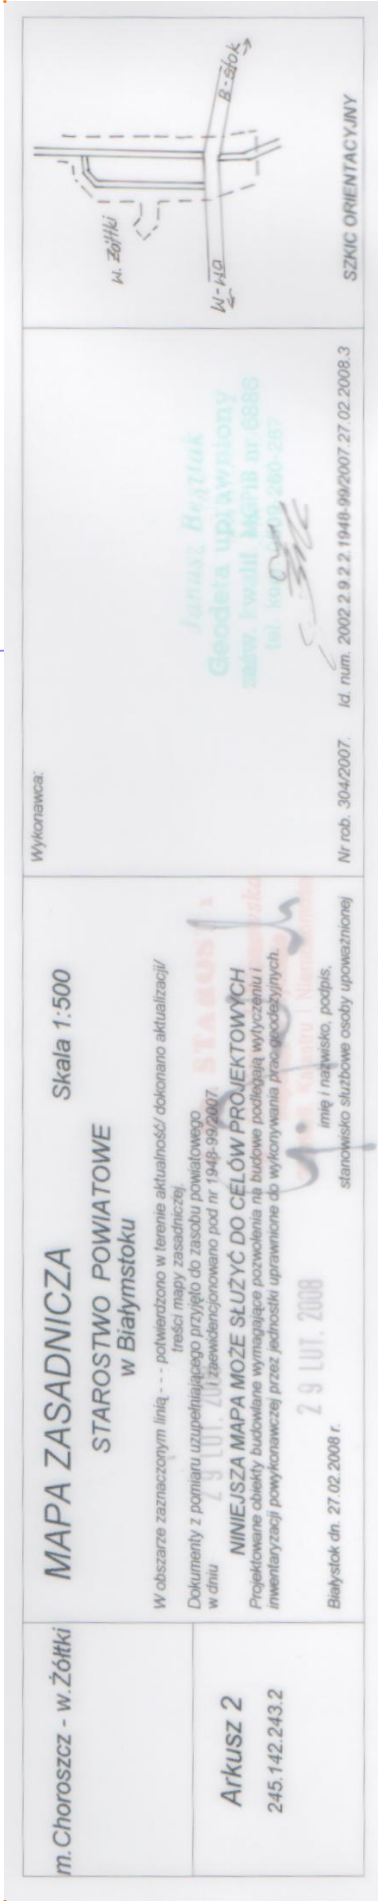 m.Choroszcz - w.Żółtki
Arkusz 2
245.142.243.2
MAPA ZASADNICZA Skala 1:500
STAROSTWO POWIATOWE
w Białymstoku
W obszarze zaznaczonym linią - - - potwierdzono w terenie aktualność/ dokonano aktualizacji/
treści mapy zasadniczej.
Dokumenty z pomiaru uzupełniającego przyjęto do zasobu powiatowego
w dniu 29 LUT. zaewidencjonowano pod nr 1948-99/2007
STAROSTA
NINIEJSZA MAPA MOŻE SŁUŻYĆ DO CELÓW PROJEKTOWYCH
Projektowane obiekty budowlane wymagające pozwolenia na budowe podlegają wytyczeniu i
inwentaryzacji powykonawczej przez jednostki uprawnione do wykonywania prac geodezyjnych.
29 LUT. 2008
Białystok dn. 27.02.2008 r.
imię i nazwisko, podpis,
stanowisko służbowe osoby upoważnionej
Wykonawca:
Janusz
Geodeta uprawniony
Nr rob. 304/2007. Id. num. 2002.2.9.2.2.1948-99/2007.27.02.2008.3
w. Żółtki
W-wa
B-stok
SZKIC ORIENTACYJNY